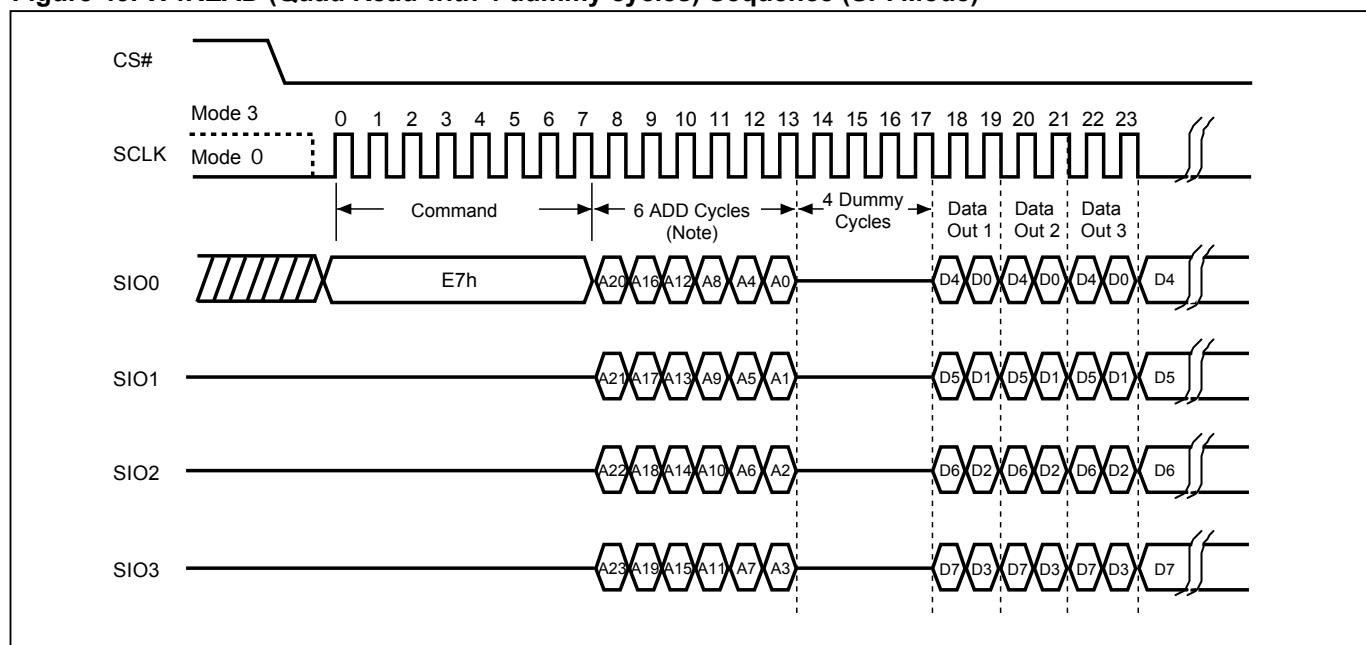 Figure W4READ (Quad Read with 4 dummy cycles) Sequence (SPI Mode)
CS#
Mode 3
0 1 2 3 4 5 6 7 8 9 10 11 12 13 14 15 16 17 18 19 20 21 22 23
SCLK
Mode 0
Command
6 ADD Cycles
(Note)
4 Dummy
Cycles
Data
Out 1
Data
Out 2
Data
Out 3
SIO0 E7h A20 A16 A12 A8 A4 A0 D4 D0 D4 D0 D4 D0 D4
SIO1 A21 A17 A13 A9 A5 A1 D5 D1 D5 D1 D5 D1 D5
SIO2 A22 A18 A14 A10 A6 A2 D6 D2 D6 D2 D6 D2 D6
SIO3 A23 A19 A15 A11 A7 A3 D7 D3 D7 D3 D7 D3 D7